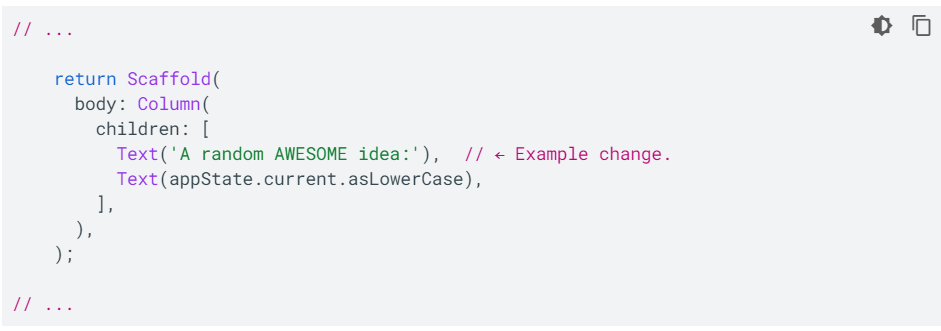 // ...
return Scaffold(
body: Column(
children: [
Text('A random AWESOME idea:'),  // ← Example change.
Text(appState.current.asLowerCase),
],
),
);
// ...